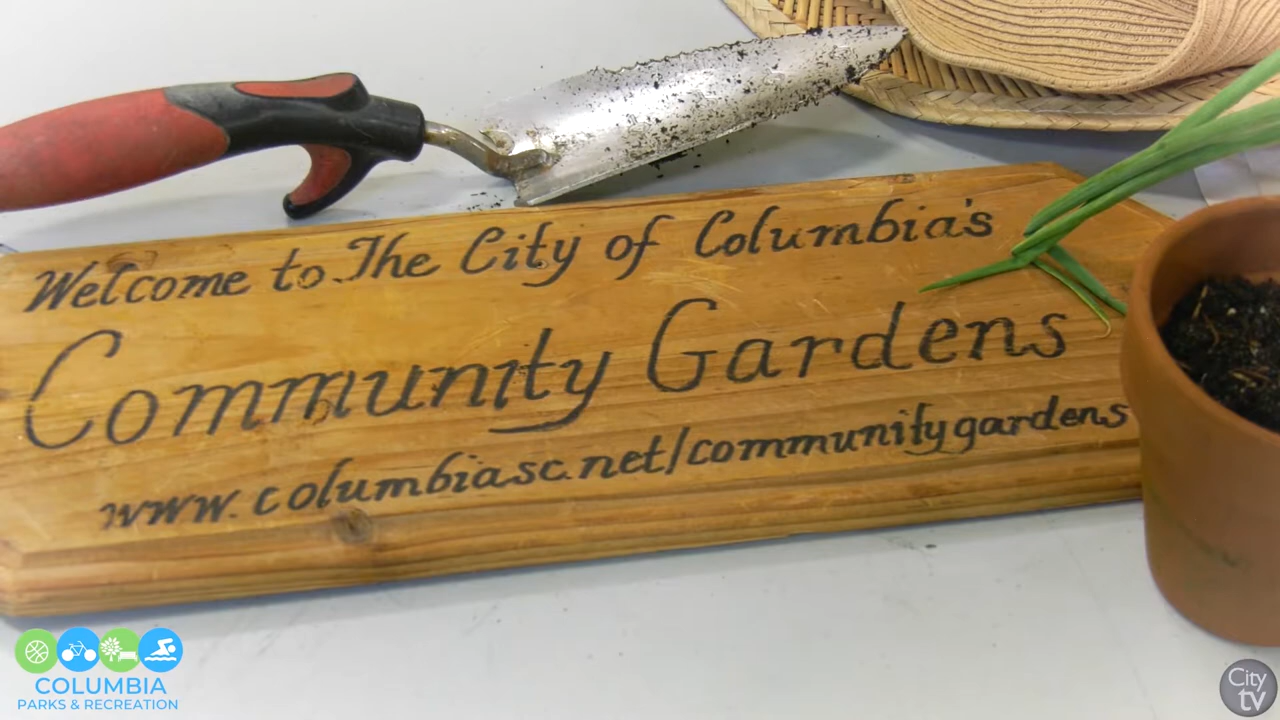 Welcome to The City of Columbia's
Community Gardens
www.columbiasc.net/communitygardens
COLUMBIA
PARKS & RECREATION
City
tv